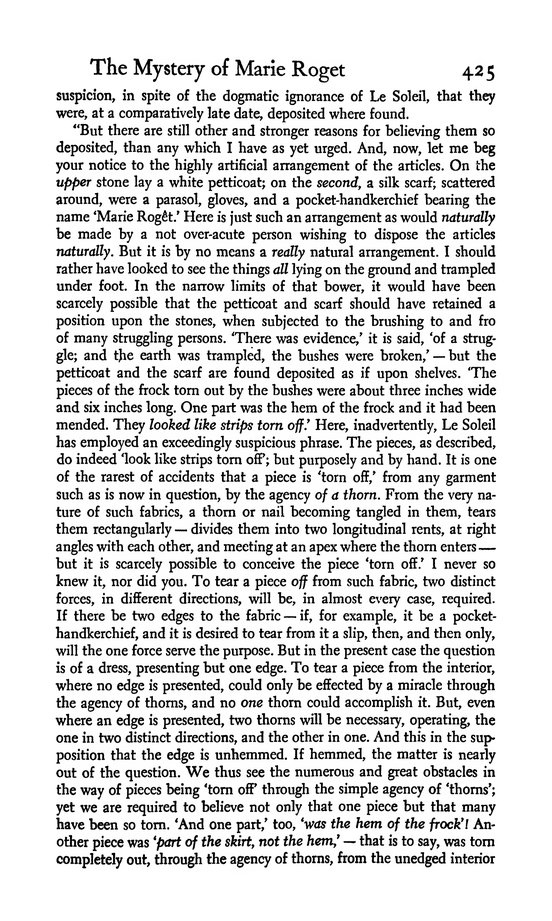 The Mystery of Marie Roget 425
suspicion, in spite of the dogmatic ignorance of Le Soleil, that they
were, at a comparatively late date, deposited where found.
“But there are still other and stronger reasons for believing them so
deposited, than any which I have as yet urged. And, now, let me beg
your notice to the highly artificial arrangement of the articles. On the
upper stone lay a white petticoat; on the second, a silk scarf; scattered
around, were a parasol, gloves, and a pocket-handkerchief bearing the
name ‘Marie Rogêt.’ Here is just such an arrangement as would naturally
be made by a not over-acute person wishing to dispose the articles
naturally. But it is by no means a really natural arrangement. I should
rather have looked to see the things all lying on the ground and trampled
under foot. In the narrow limits of that bower, it would have been
scarcely possible that the petticoat and scarf should have retained a
position upon the stones, when subjected to the brushing to and fro
of many struggling persons. ‘There was evidence,’ it is said, ‘of a strug-
gle; and the earth was trampled, the bushes were broken,’ — but the
petticoat and the scarf are found deposited as if upon shelves. ‘The
pieces of the frock torn out by the bushes were about three inches wide
and six inches long. One part was the hem of the frock and it had been
mended. They looked like strips torn off.’ Here, inadvertently, Le Soleil
has employed an exceedingly suspicious phrase. The pieces, as described,
do indeed ‘look like strips torn off’; but purposely and by hand. It is one
of the rarest of accidents that a piece is ‘torn off,’ from any garment
such as is now in question, by the agency of a thorn. From the very na-
ture of such fabrics, a thorn or nail becoming tangled in them, tears
them rectangularly — divides them into two longitudinal rents, at right
angles with each other, and meeting at an apex where the thorn enters —
but it is scarcely possible to conceive the piece ‘torn off.’ I never so
knew it, nor did you. To tear a piece off from such fabric, two distinct
forces, in different directions, will be, in almost every case, required.
If there be two edges to the fabric — if, for example, it be a pocket-
handkerchief, and it is desired to tear from it a slip, then, and then only,
will the one force serve the purpose. But in the present case the question
is of a dress, presenting but one edge. To tear a piece from the interior,
where no edge is presented, could only be effected by a miracle through
the agency of thorns, and no one thorn could accomplish it. But, even
where an edge is presented, two thorns will be necessary, operating, the
one in two distinct directions, and the other in one. And this in the sup-
position that the edge is unhemmed. If hemmed, the matter is nearly
out of the question. We thus see the numerous and great obstacles in
the way of pieces being ‘torn off’ through the simple agency of ‘thorns’;
yet we are required to believe not only that one piece but that many
have been so torn. ‘And one part,’ too, ‘was the hem of the frock’! An-
other piece was ‘part of the skirt, not the hem,’ — that is to say, was torn
completely out, through the agency of thorns, from the unedged interior